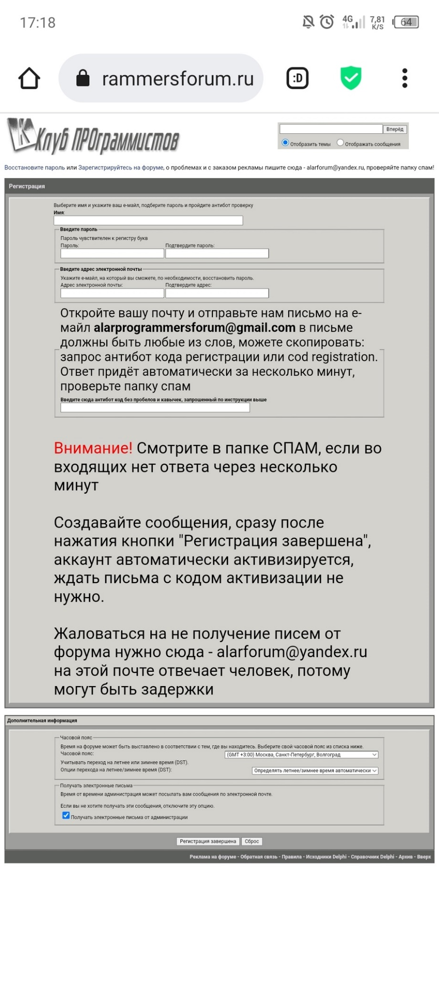 17:18
4G
7,81
K/S
64
rammersforum.ru
:D
Клуб ПРОграммистов
Вперёд
Отобразить темы Отображать сообщения
Восстановите пароль или Зарегистрируйтесь на форуме, о проблемах и с заказом рекламы пишите сюда - alarforum@yandex.ru, проверяйте папку спам!
Регистрация
Выберите имя и укажите ваш е-майл, подберите пароль и пройдите антибот проверку
Имя:
Введите пароль
Пароль чувствителен к регистру букв
Пароль: Подтвердите пароль:
Введите адрес электронной почты
Укажите е-майл, на который вы сможете, по необходимости, восстановить пароль.
Адрес электронной почты: Подтвердите адрес:
Откройте вашу почту и отправьте нам письмо на е-
майл alarprogrammersforum@gmail.com в письме
должны быть любые из слов, можете скопировать:
запрос антибот кода регистрации или cod registration.
Ответ придёт автоматически за несколько минут,
проверьте папку спам
Введите сюда антибот код без пробелов и кавычек, запрошенный по инструкции выше
Внимание! Смотрите в папке СПАМ, если во
входящих нет ответа через несколько
минут
Создавайте сообщения, сразу после
нажатия кнопки "Регистрация завершена",
аккаунт автоматически активизируется,
ждать письма с кодом активизации не
нужно.
Жаловаться на не получение писем от
форума нужно сюда - alarforum@yandex.ru
на этой почте отвечает человек, потому
могут быть задержки
Дополнительная информация
Часовой пояс
Время на форуме может быть выставлено в соответствии с тем, где вы находитесь. Выберите свой часовой пояс из списка ниже.
Часовой пояс: (GMT +3:00) Москва, Санкт-Петербург, Волгоград
Учитывать переход на летнее или зимнее время (DST).
Опции перехода на летнее/зимнее время (DST): Определять летнее/зимнее время автоматически
Получать электронные письма
Время от времени администрация может посылать вам сообщения по электронной почте.
Если вы не хотите получать эти сообщения, отключите эту опцию.
Получать электронные письма от администрации
Регистрация завершена Сброс
Реклама на форуме - Обратная связь - Правила - Исходники Delphi - Справочник Delphi - Архив - Вверх